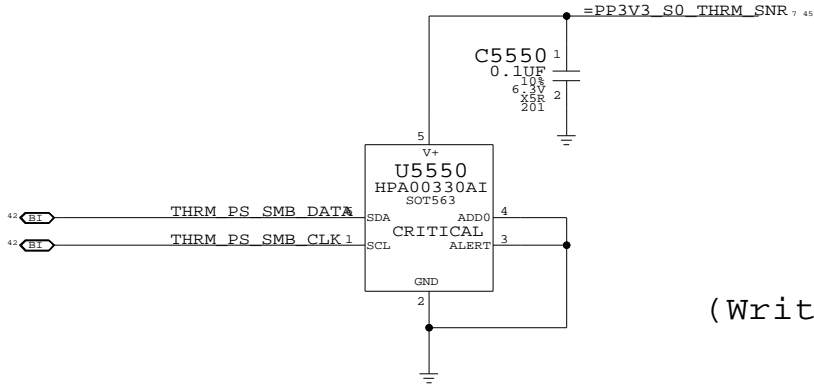 =PP3V3_S0_THRM_SNR 7 45
C5550 1
0.1UF
10%
6.3V
X5R 2
201
5
V+
U5550
HPA00330AI
SOT563
42 BI THRM_PS_SMB_DATA 6 SDA ADD0 4
CRITICAL
42 BI THRM_PS_SMB_CLK 1 SCL ALERT 3
GND
2
(Writ